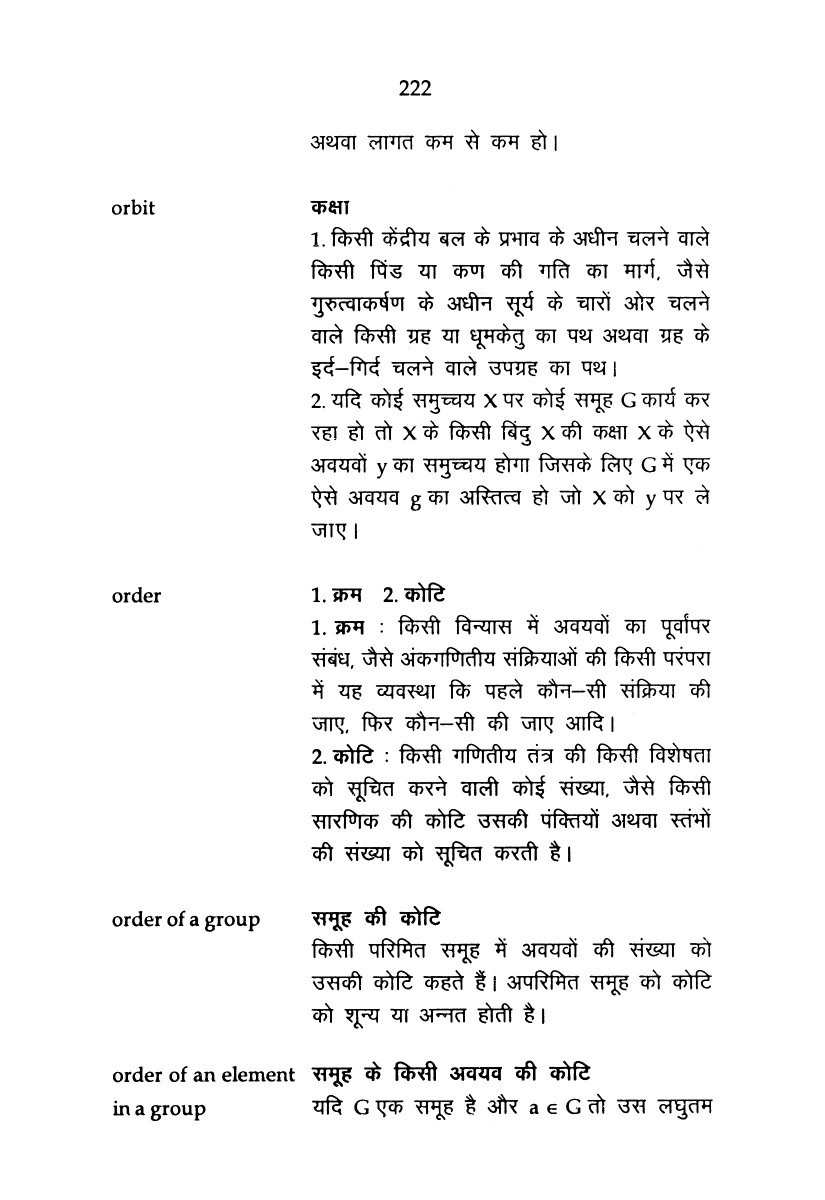 222
अथवा लागत कम से कम हो।
orbit कक्षा
1. किसी केंद्रीय बल के प्रभाव के अधीन चलने वाले
किसी पिंड या कण की गति का मार्ग, जैसे
गुरुत्वाकर्षण के अधीन सूर्य के चारों ओर चलने
वाले किसी ग्रह या धूमकेतु का पथ अथवा ग्रह के
इर्द–गिर्द चलने वाले उपग्रह का पथ।
2. यदि कोई समुच्चय X पर कोई समूह G कार्य कर
रहा हो तो X के किसी बिंदु X की कक्षा X के ऐसे
अवयवों y का समुच्चय होगा जिसके लिए G में एक
ऐसे अवयव g का अस्तित्व हो जो X को y पर ले
जाए।
order 1. क्रम 2. कोटि
1. क्रम : किसी विन्यास में अवयवों का पूर्वापर
संबंध, जैसे अंकगणितीय संक्रियाओं की किसी परंपरा
में यह व्यवस्था कि पहले कौन–सी संक्रिया की
जाए, फिर कौन–सी की जाए आदि।
2. कोटि : किसी गणितीय तंत्र की किसी विशेषता
को सूचित करने वाली कोई संख्या, जैसे किसी
सारणिक की कोटि उसकी पंक्तियों अथवा स्तंभों
की संख्या को सूचित करती है।
order of a group समूह की कोटि
किसी परिमित समूह में अवयवों की संख्या को
उसकी कोटि कहते हैं। अपरिमित समूह को कोटि
को शून्य या अन्नत होती है।
order of an element समूह के किसी अवयव की कोटि
in a group यदि G एक समूह है और a ∊ G तो उस लघुतम